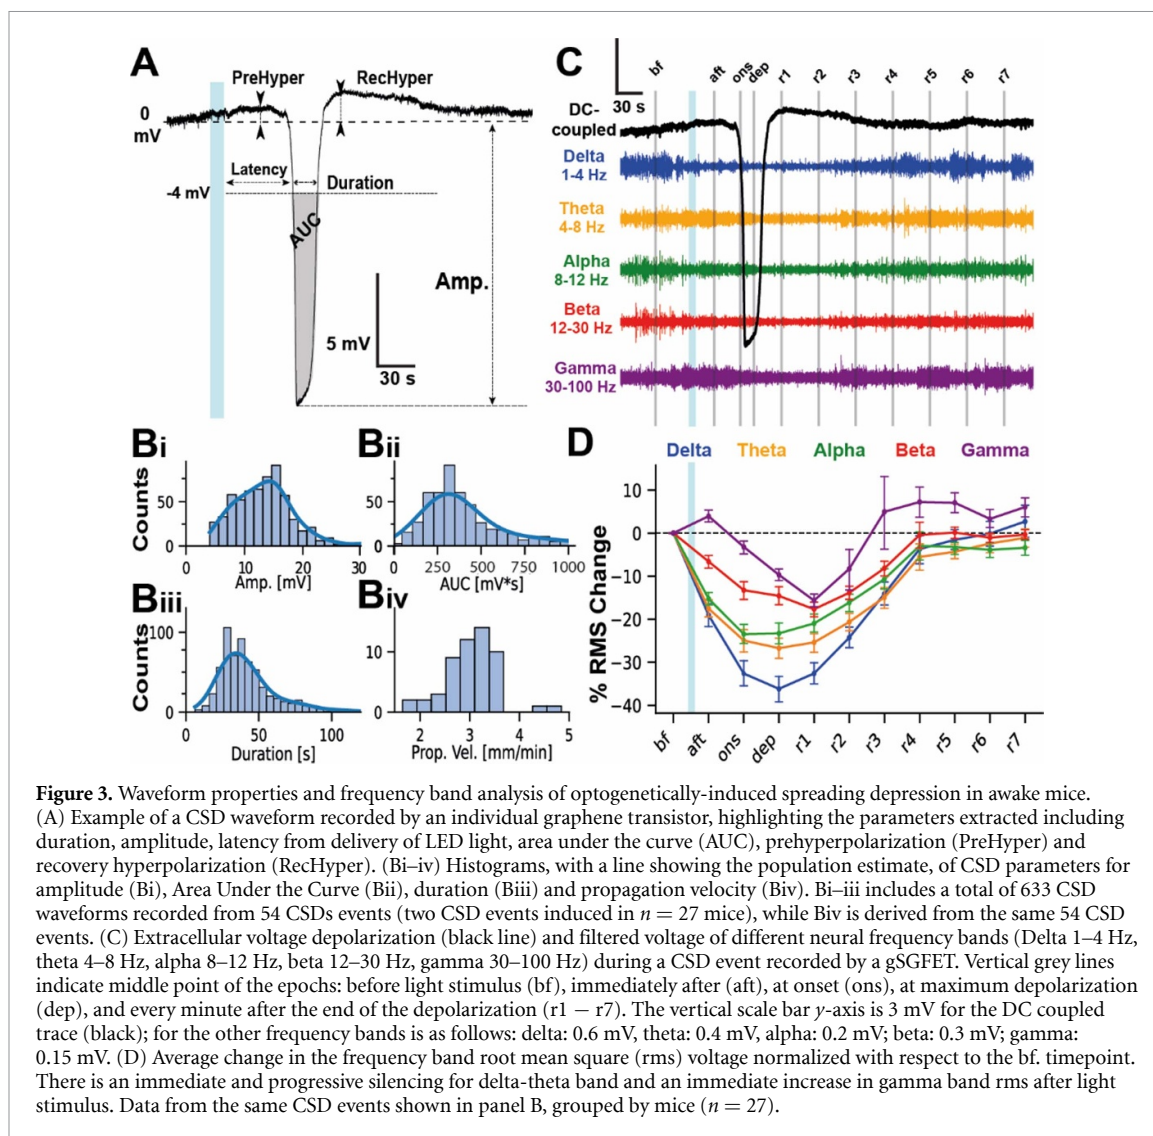 A
PreHyper
RecHyper
0
mV
Latency
Duration
-4 mV
AUC
Amp.
5 mV
30 s
C
30 s
bf
aft
ons
dep
r1
r2
r3
r4
r5
r6
r7
DC-
coupled
Delta
1-4 Hz
Theta
4-8 Hz
Alpha
8-12 Hz
Beta
12-30 Hz
Gamma
30-100 Hz
Bi
Counts
50
0
0
10
20
30
Amp. [mV]
Bii
50
0
0
250
500
750
1000
AUC [mV*s]
Biii
Counts
100
0
0
50
100
Duration [s]
Biv
10
0
2
3
4
5
Prop. Vel. [mm/min]
D
Delta
Theta
Alpha
Beta
Gamma
% RMS Change
10
0
−10
−20
−30
−40
bf
aft
ons
dep
r1
r2
r3
r4
r5
r6
r7
Figure 3. Waveform properties and frequency band analysis of optogenetically-induced spreading depression in awake mice.
(A) Example of a CSD waveform recorded by an individual graphene transistor, highlighting the parameters extracted including
duration, amplitude, latency from delivery of LED light, area under the curve (AUC), prehyperpolarization (PreHyper) and
recovery hyperpolarization (RecHyper). (Bi–iv) Histograms, with a line showing the population estimate, of CSD parameters for
amplitude (Bi), Area Under the Curve (Bii), duration (Biii) and propagation velocity (Biv). Bi–iii includes a total of 633 CSD
waveforms recorded from 54 CSDs events (two CSD events induced in n = 27 mice), while Biv is derived from the same 54 CSD
events. (C) Extracellular voltage depolarization (black line) and filtered voltage of different neural frequency bands (Delta 1–4 Hz,
theta 4–8 Hz, alpha 8–12 Hz, beta 12–30 Hz, gamma 30–100 Hz) during a CSD event recorded by a gSGFET. Vertical grey lines
indicate middle point of the epochs: before light stimulus (bf), immediately after (aft), at onset (ons), at maximum depolarization
(dep), and every minute after the end of the depolarization (r1 − r7). The vertical scale bar y-axis is 3 mV for the DC coupled
trace (black); for the other frequency bands is as follows: delta: 0.6 mV, theta: 0.4 mV, alpha: 0.2 mV; beta: 0.3 mV; gamma:
0.15 mV. (D) Average change in the frequency band root mean square (rms) voltage normalized with respect to the bf. timepoint.
There is an immediate and progressive silencing for delta-theta band and an immediate increase in gamma band rms after light
stimulus. Data from the same CSD events shown in panel B, grouped by mice (n = 27).